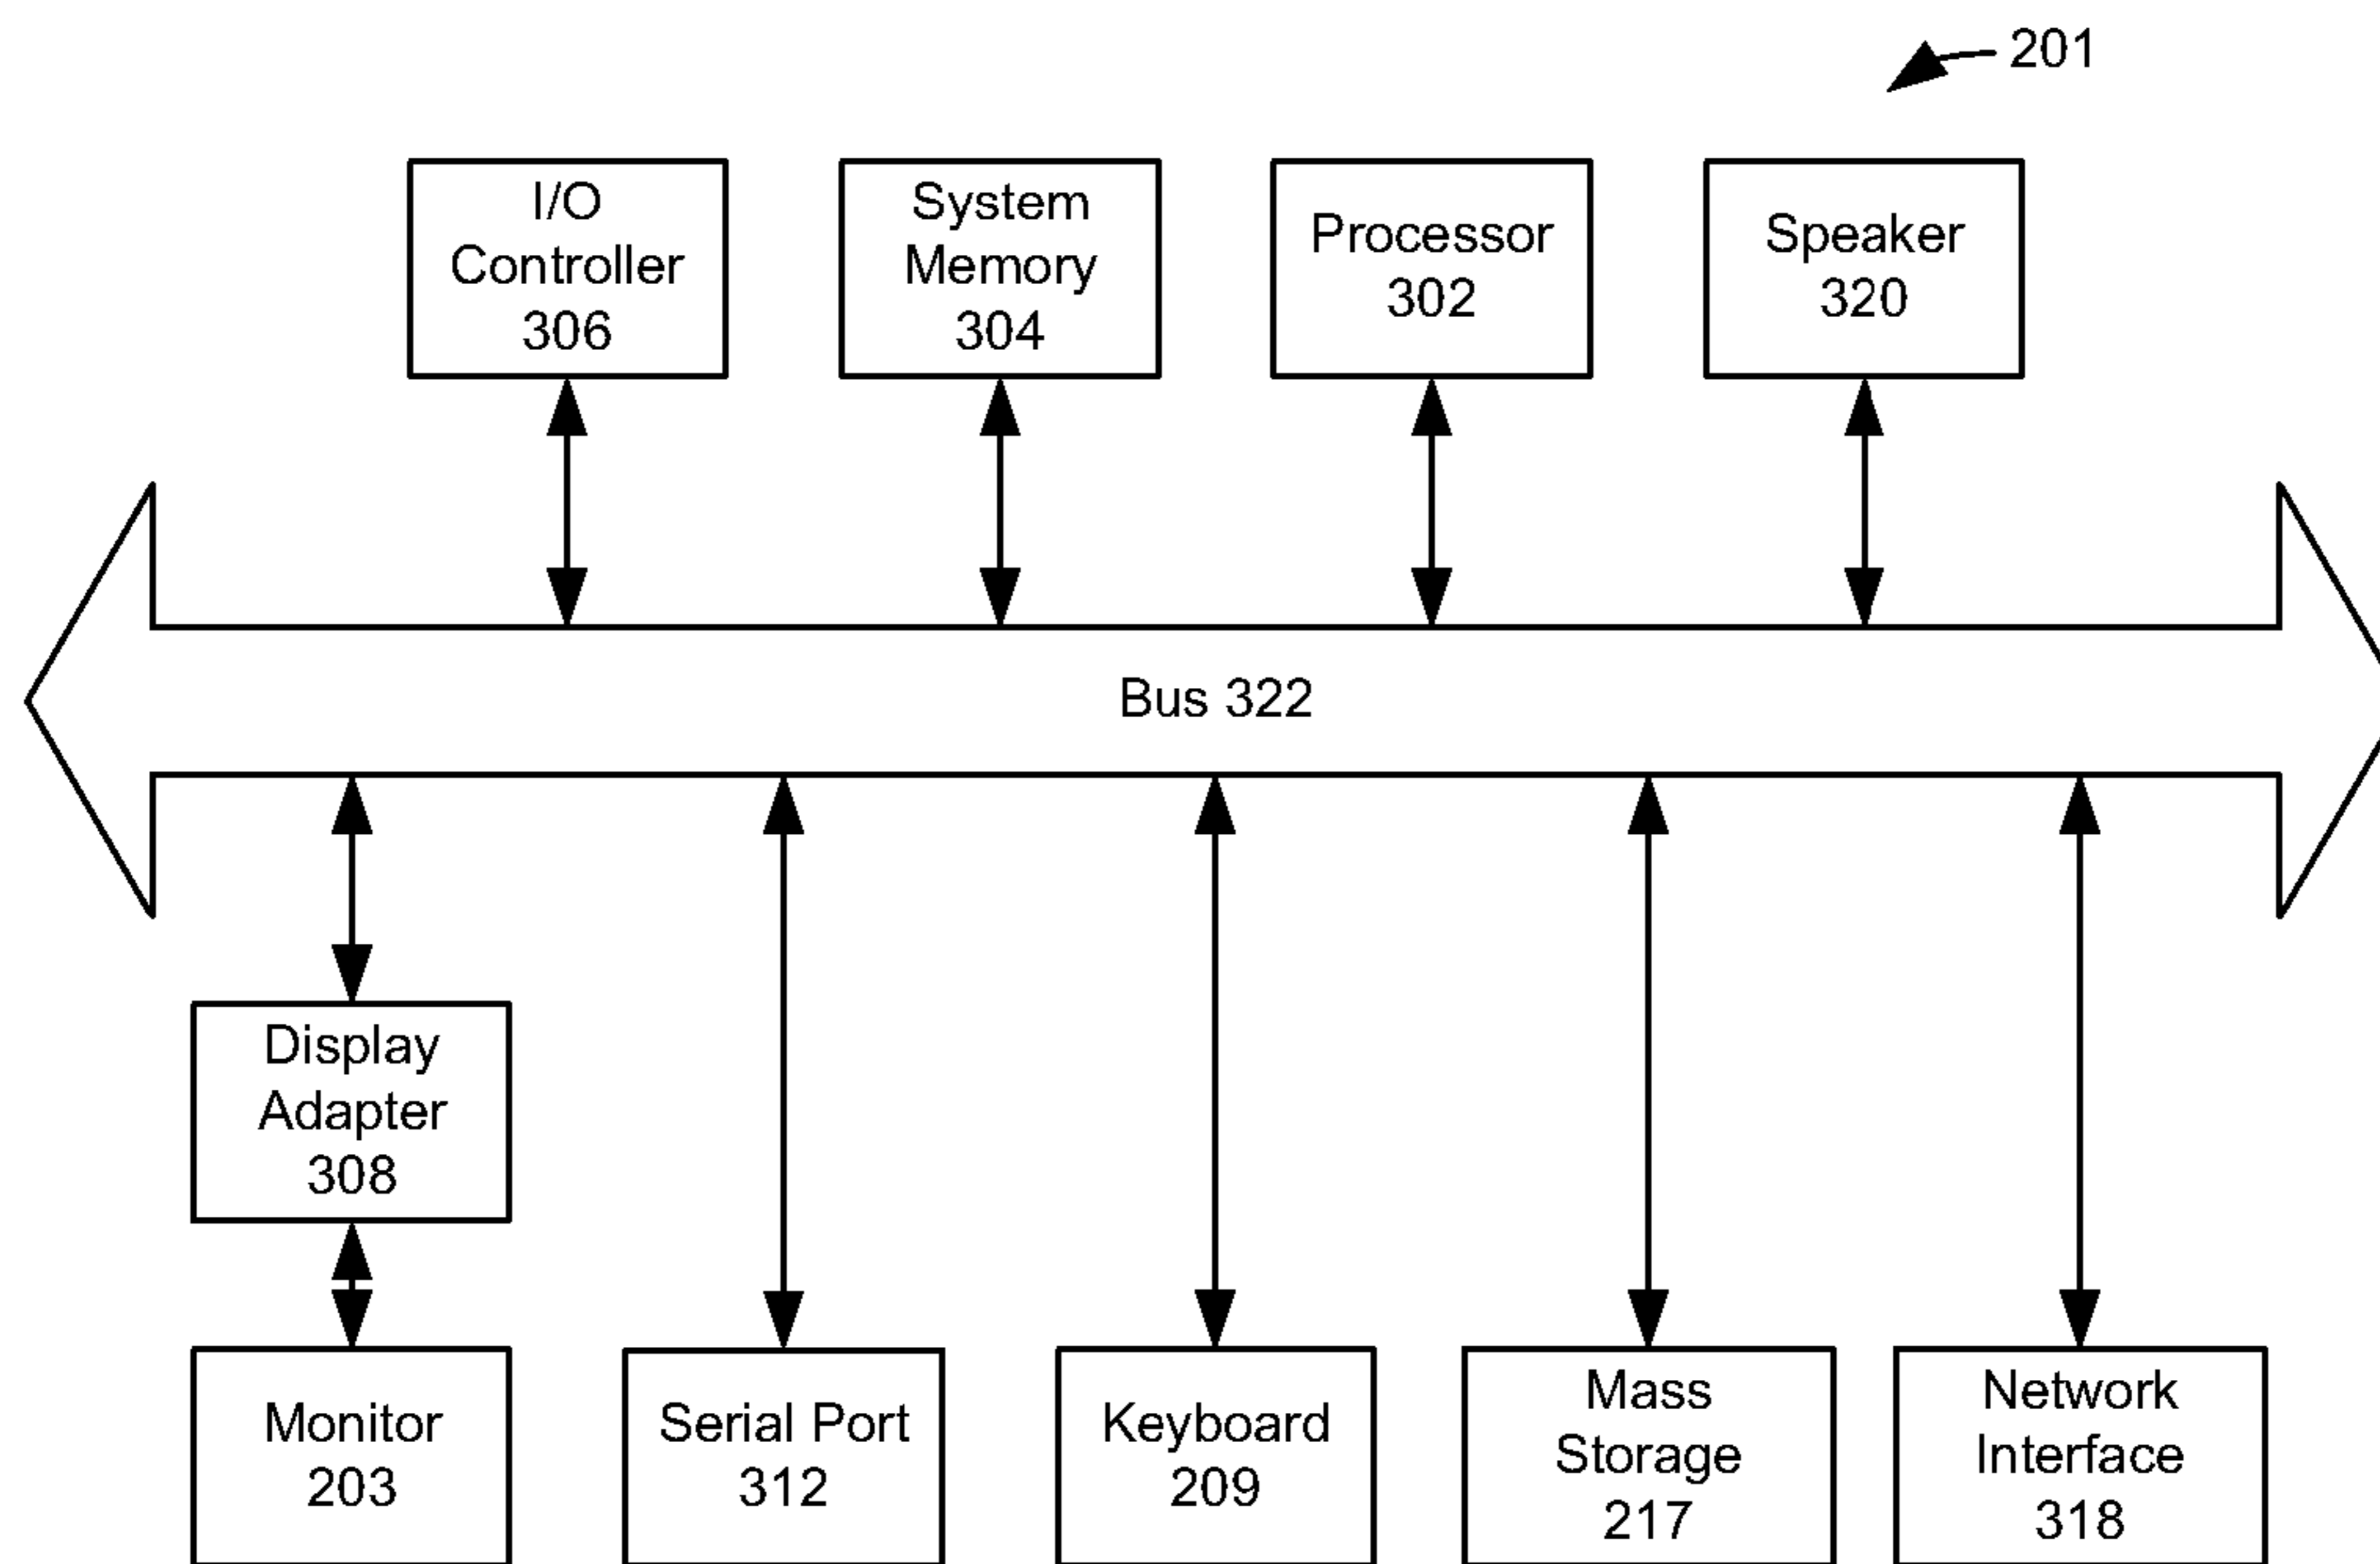 201
I/O
Controller
306
System
Memory
304
Processor
302
Speaker
320
Bus 322
Display
Adapter
308
Monitor
203
Serial Port
312
Keyboard
209
Mass
Storage
217
Network
Interface
318